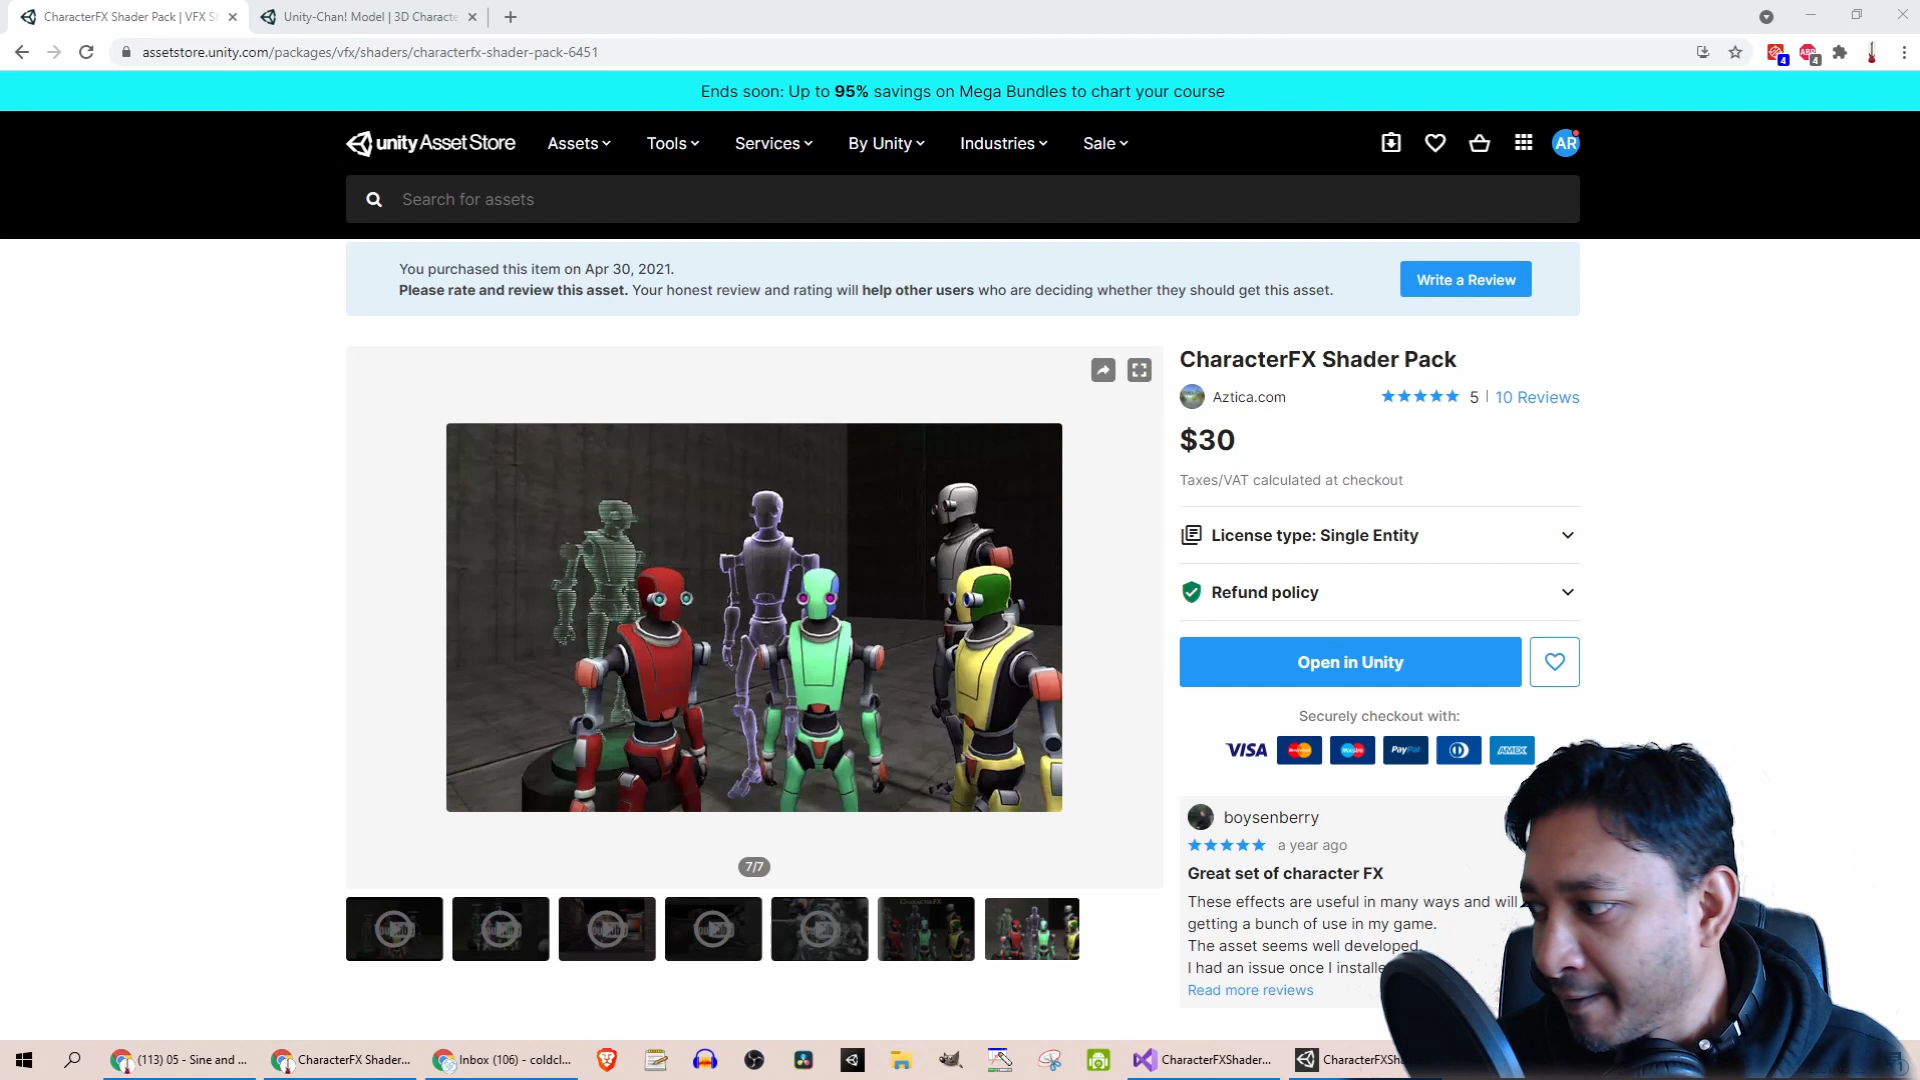 CharacterFX Shader Pack | VFX S
Unity-Chan! Model | 3D Characte
assetstore.unity.com/packages/vfx/shaders/characterfx-shader-pack-6451
4
4
Ends soon: Up to 95% savings on Mega Bundles to chart your course
unity Asset Store
Assets
Tools
Services
By Unity
Industries
Sale
AR
Search for assets
You purchased this item on Apr 30, 2021.
Please rate and review this asset. Your honest review and rating will help other users who are deciding whether they should get this asset.
Write a Review
CharacterFX Shader Pack
Aztica.com
5 | 10 Reviews
$30
Taxes/VAT calculated at checkout
License type: Single Entity
Refund policy
Open in Unity
Securely checkout with:
VISA
PayPal
AMEX
boysenberry
a year ago
Great set of character FX
These effects are useful in many ways and will
getting a bunch of use in my game.
The asset seems well developed.
I had an issue once I installe
Read more reviews
7/7
(113) 05 - Sine and ...
CharacterFX Shader...
Inbox (106) - coldcl...
CharacterFXShader...
CharacterFXSh